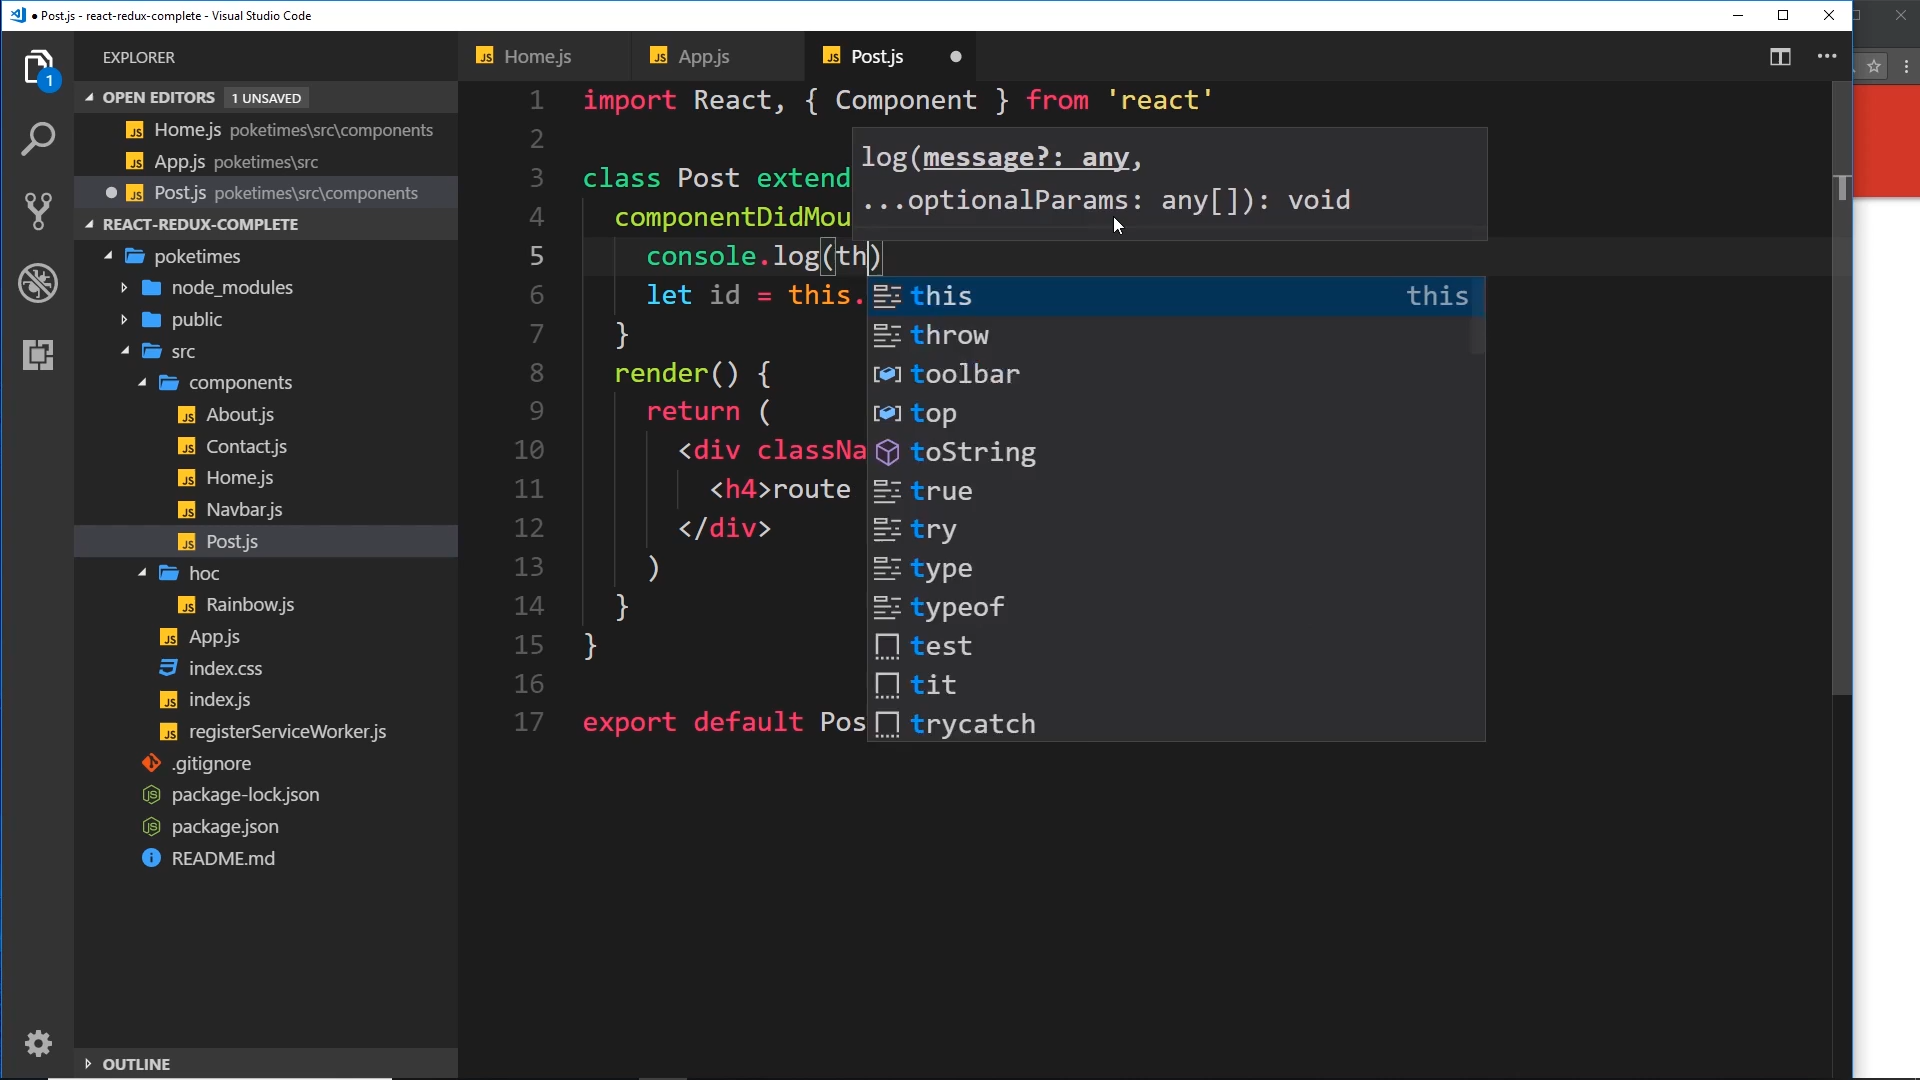 Post.js - react-redux-complete - Visual Studio Code
EXPLORER
Home.js
App.js
Post.js
OPEN EDITORS 1 UNSAVED
Home.js poketimes\src\components
App.js poketimes\src
Post.js poketimes\src\components
REACT-REDUX-COMPLETE
poketimes
node_modules
public
src
components
About.js
Contact.js
Home.js
Navbar.js
Post.js
hoc
Rainbow.js
App.js
index.css
index.js
registerServiceWorker.js
.gitignore
package-lock.json
package.json
README.md
OUTLINE
1
1 import React, { Component } from 'react'
2
3 class Post extend
4 componentDidMou
5 console.log(th)
6 let id = this.
7 }
8 render() {
9 return (
10 <div classNa
11 <h4>route
12 </div>
13 )
14 }
15 }
16
17 export default Pos
log(message?: any,
...optionalParams: any[]): void
this this
throw
toolbar
top
toString
true
try
type
typeof
test
tit
trycatch